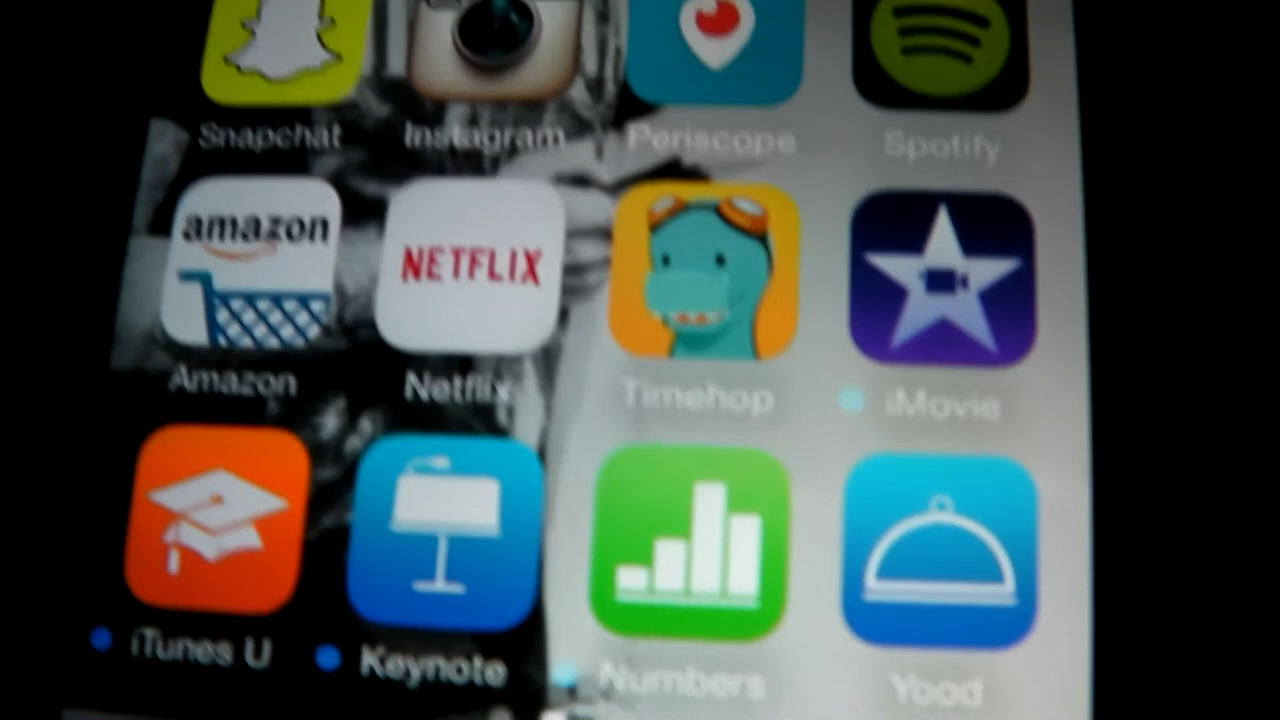 Snapchat Instagram Periscope Spotify
amazon
NETFLIX
Amazon Netflix Timehop iMovie
iTunes U Keynote Numbers Yood